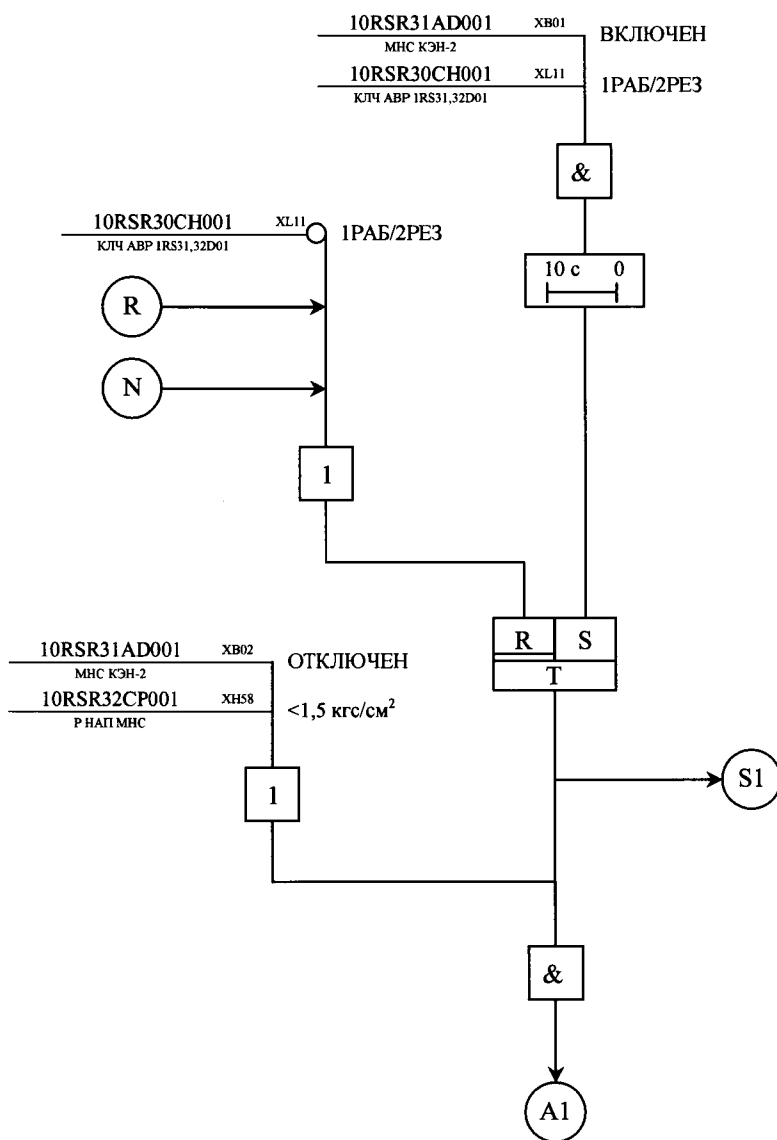 10RSR31AD001 XB01 ВКЛЮЧЕН
МНС КЭН-2
10RSR30CH001 XL11 1РАБ/2РЕЗ
КЛЧ АВР 1RS31,32D01
&
10RSR30CH001 XL11 1РАБ/2РЕЗ
КЛЧ АВР 1RS31,32D01
10 с 0
R
N
1
R S
T
10RSR31AD001 XB02 ОТКЛЮЧЕН
МНС КЭН-2
10RSR32CP001 XH58 <1,5 кгс/см²
Р НАП МНС
1
S1
&
A1